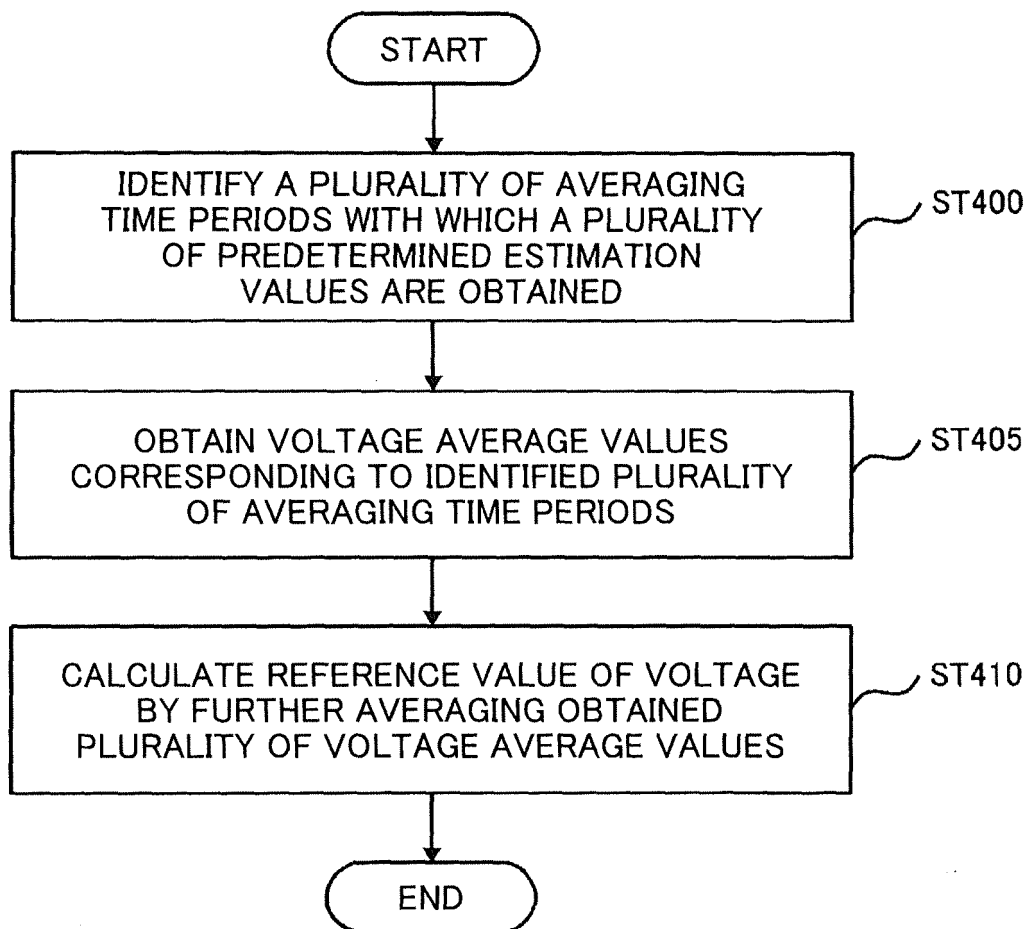 START
IDENTIFY A PLURALITY OF AVERAGING
TIME PERIODS WITH WHICH A PLURALITY
OF PREDETERMINED ESTIMATION
VALUES ARE OBTAINED
ST400
OBTAIN VOLTAGE AVERAGE VALUES
CORRESPONDING TO IDENTIFIED PLURALITY
OF AVERAGING TIME PERIODS
ST405
CALCULATE REFERENCE VALUE OF VOLTAGE
BY FURTHER AVERAGING OBTAINED
PLURALITY OF VOLTAGE AVERAGE VALUES
ST410
END